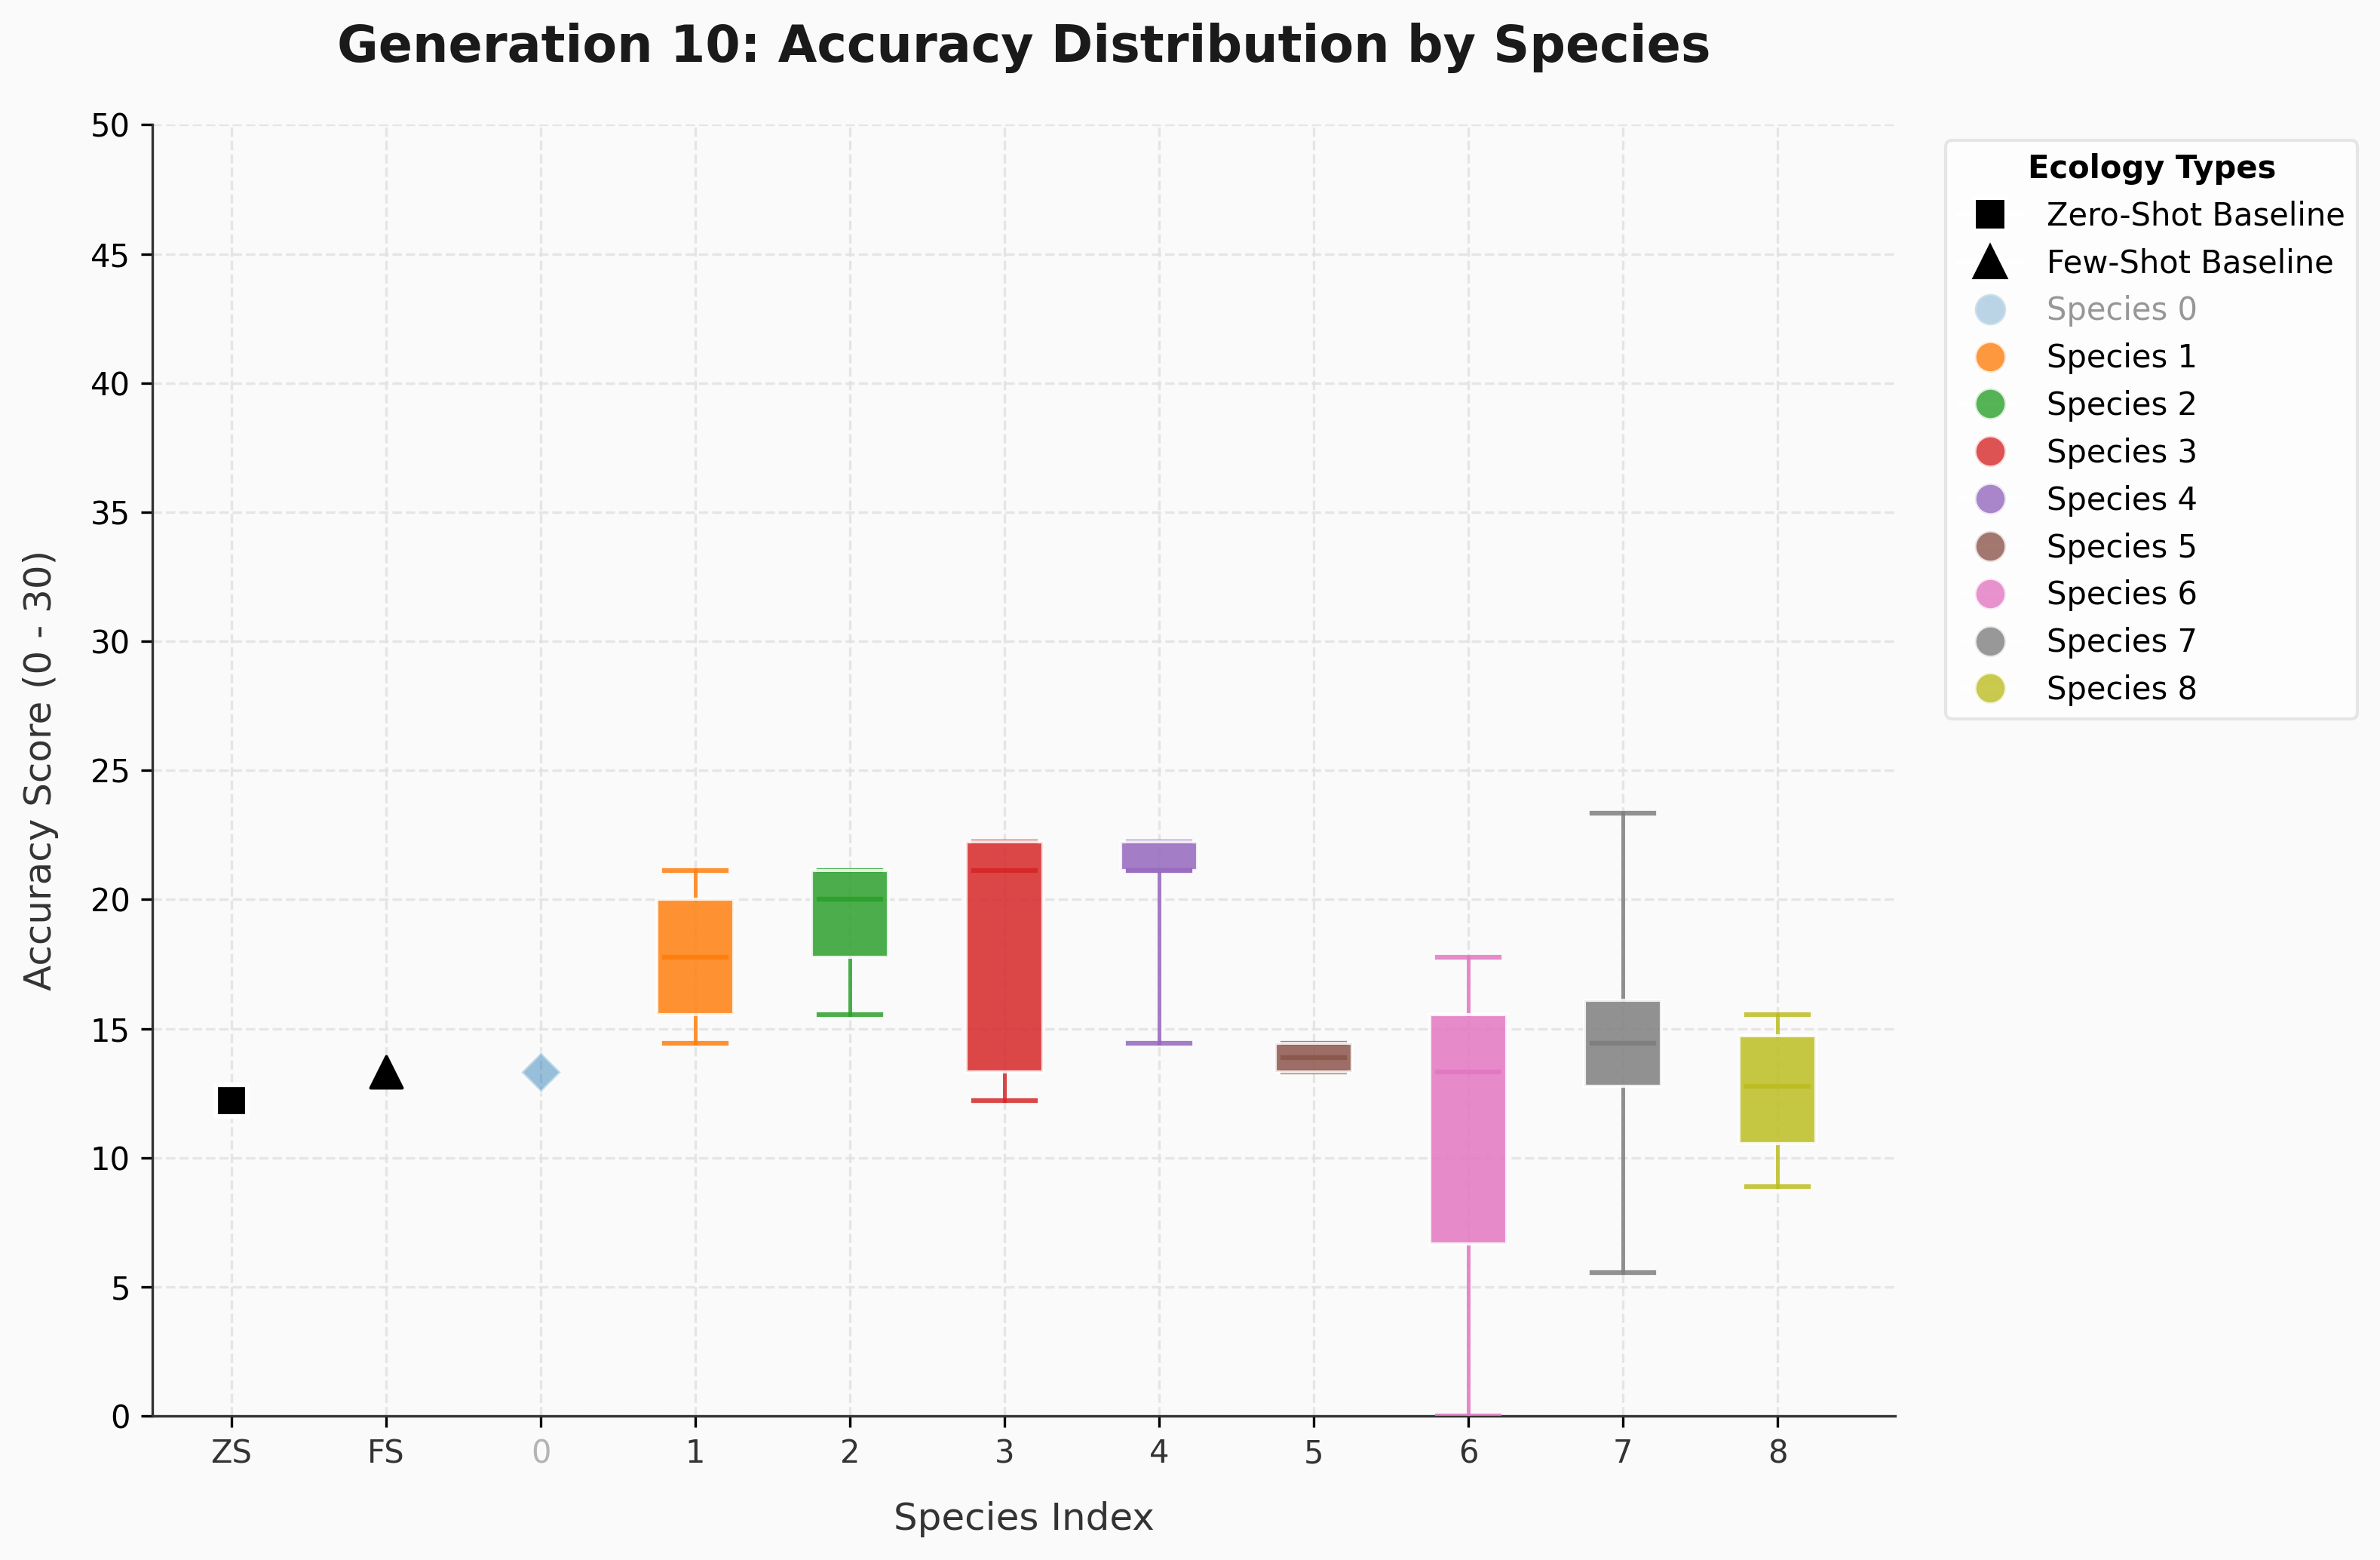 Generation 10: Accuracy Distribution by Species
50
45
40
35
30
25
20
15
10
5
0
Accuracy Score (0 - 30)
ZS FS 0 1 2 3 4 5 6 7 8
Species Index
Ecology Types
Zero-Shot Baseline
Few-Shot Baseline
Species 0
Species 1
Species 2
Species 3
Species 4
Species 5
Species 6
Species 7
Species 8